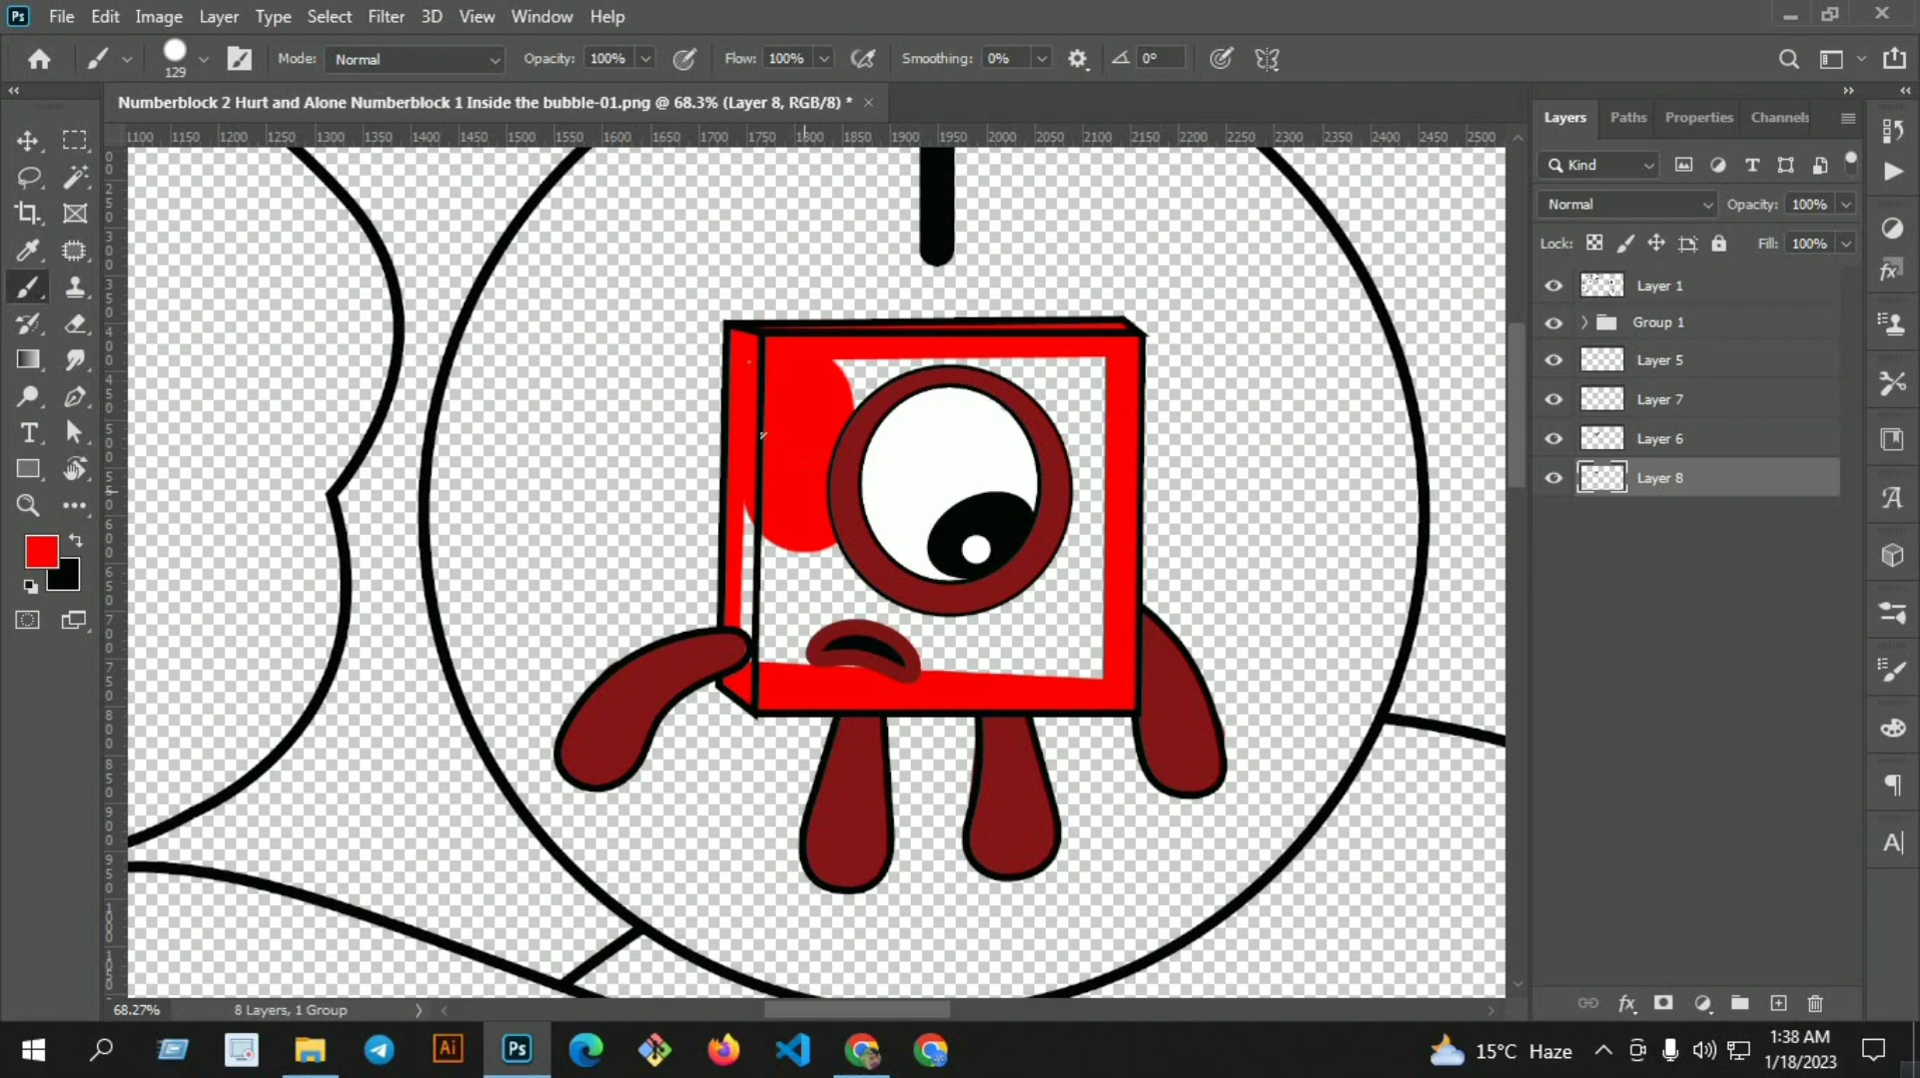 Ps File Edit Image Layer Type Select Filter 3D View Window Help
129 Mode: Normal Opacity: 100% Flow: 100% Smoothing: 0% 0°
Numberblock 2 Hurt and Alone Numberblock 1 Inside the bubble-01.png @ 68.3% (Layer 8, RGB/8) * ×
1100 1150 1200 1250 1300 1350 1400 1450 1500 1550 1600 1650 1700 1750 1800 1850 1900 1950 2000 2050 2100 2150 2200 2250 2300 2350 2400 2450 2500
Layers Paths Properties Channels
Kind
Normal Opacity: 100%
Lock: Fill: 100%
Layer 1
Group 1
Layer 5
Layer 7
Layer 6
Layer 8
68.27% 8 Layers, 1 Group
Ai Ps 15°C Haze 1:38 AM
1/18/2023